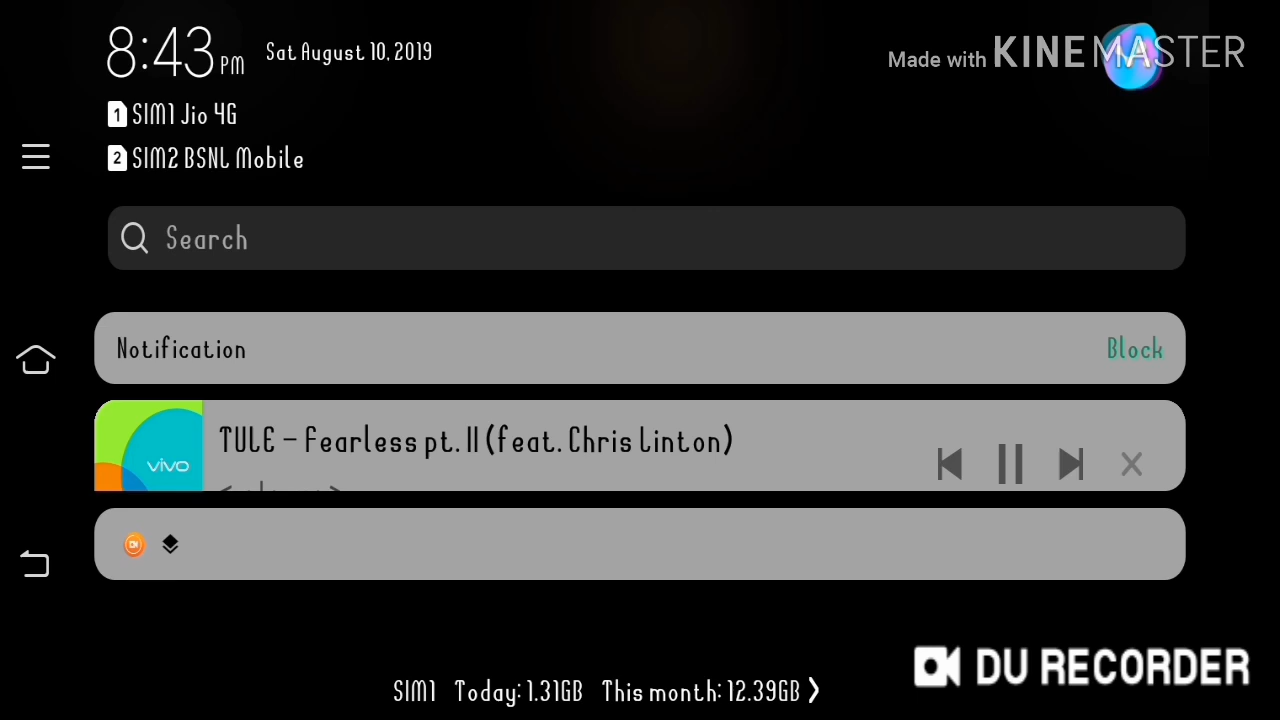 8:43 PM Sat. August 10, 2019
Made with KINEMASTER
1 SIM1 Jio 4G
2 SIM2 BSNL Mobile
Search
Notification Block
vivo
TULE – Fearless pt. II (feat. Chris Linton)
DU RECORDER
SIM1 Today: 1.31GB This month: 12.39GB